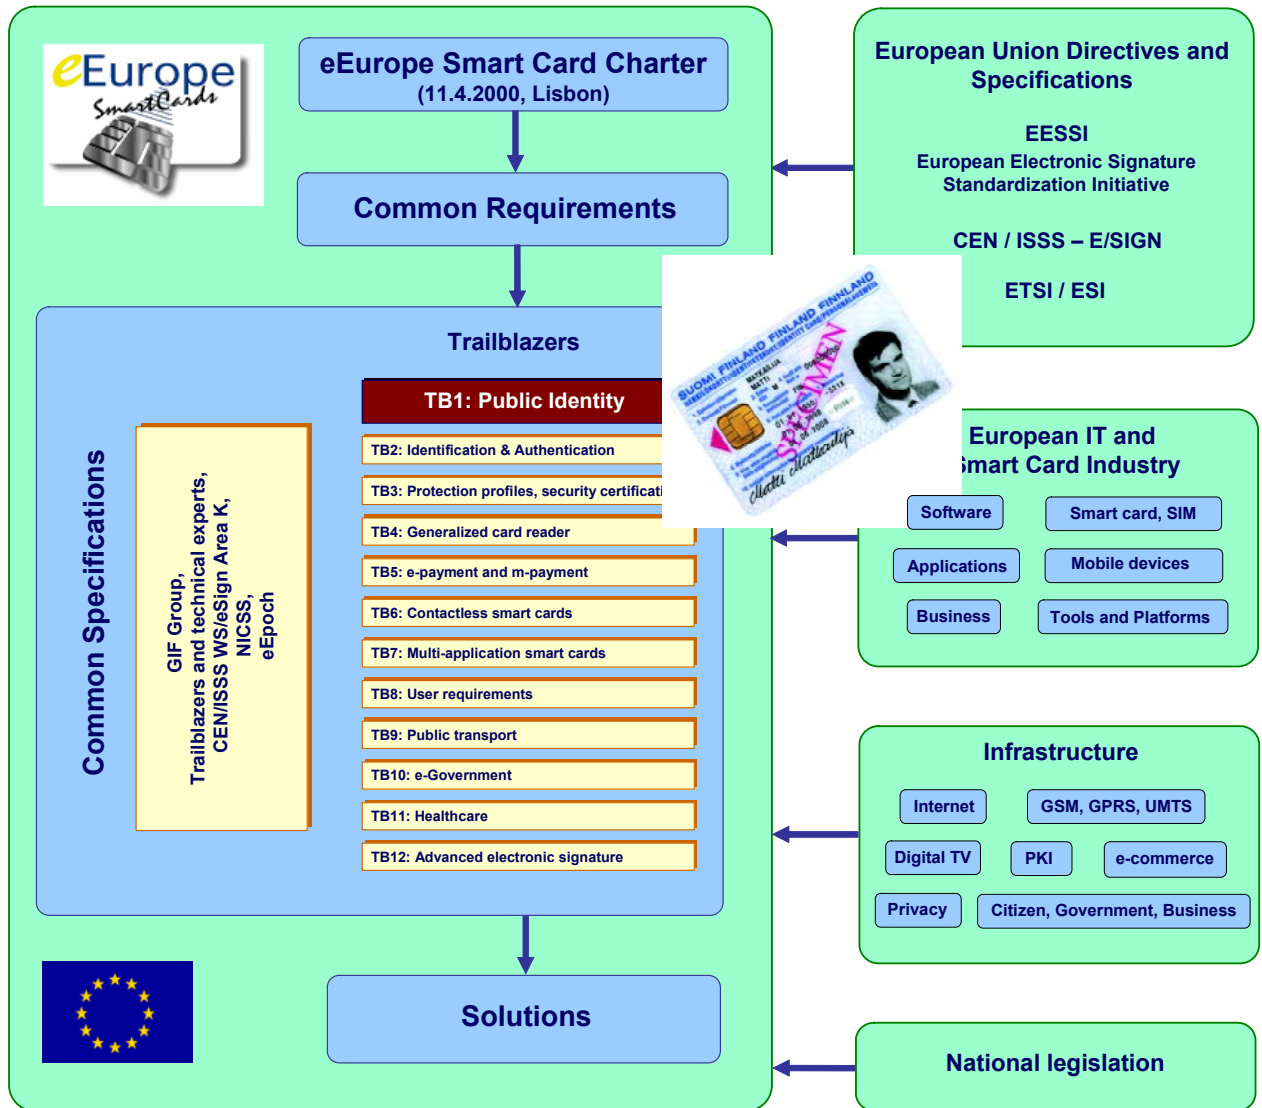 eEurope
SmartCards
eEurope Smart Card Charter
(11.4.2000, Lisbon)
Common Requirements
Trailblazers
TB1: Public Identity
TB2: Identification & Authentication
TB3: Protection profiles, security certificati
TB4: Generalized card reader
TB5: e-payment and m-payment
TB6: Contactless smart cards
TB7: Multi-application smart cards
TB8: User requirements
TB9: Public transport
TB10: e-Government
TB11: Healthcare
TB12: Advanced electronic signature
Common Specifications
GIF Group,
Trailblazers and technical experts,
CEN/ISSS WS/eSign Area K,
NICSS,
eEpoch
Solutions
SUOMI FINLAND FINLAND FINNLAND
MATKAILIJA
MATTI
M
SPECIMEN
Matti Matkailija
European Union Directives and
Specifications
EESSI
European Electronic Signature
Standardization Initiative
CEN / ISSS – E/SIGN
ETSI / ESI
European IT and
Smart Card Industry
Software
Smart card, SIM
Applications
Mobile devices
Business
Tools and Platforms
Infrastructure
Internet
GSM, GPRS, UMTS
Digital TV
PKI
e-commerce
Privacy
Citizen, Government, Business
National legislation